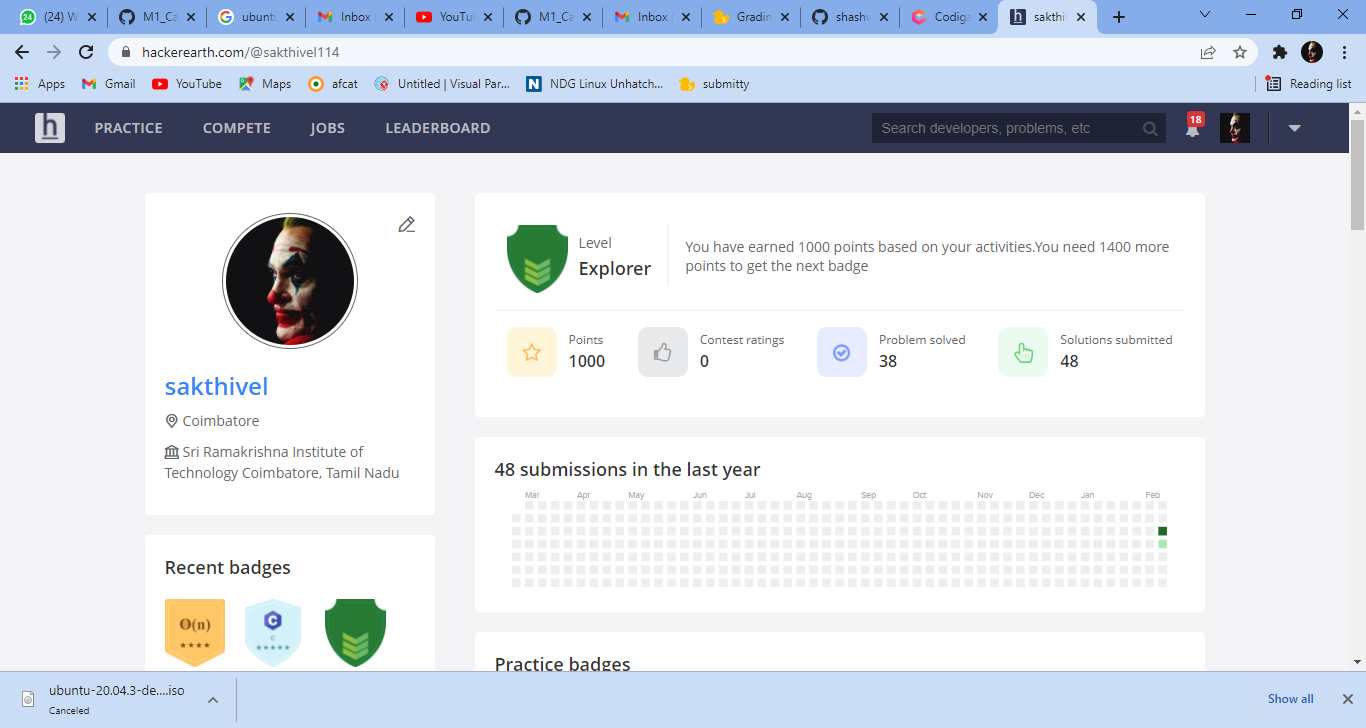 (24) W
M1_Ca
ubunt
Inbox
YouTu
M1_Ca
Inbox
Gradin
shashw
Codiga
sakthiv
hackerearth.com/@sakthivel114
Apps
Gmail
YouTube
Maps
afcat
Untitled | Visual Par...
NDG Linux Unhatch...
submitty
Reading list
h
PRACTICE
COMPETE
JOBS
LEADERBOARD
Search developers, problems, etc
18
Level
Explorer
You have earned 1000 points based on your activities.You need 1400 more
points to get the next badge
Points
1000
Contest ratings
0
Problem solved
38
Solutions submitted
48
sakthivel
Coimbatore
Sri Ramakrishna Institute of
Technology Coimbatore, Tamil Nadu
48 submissions in the last year
Mar Apr May Jun Jul Aug Sep Oct Nov Dec Jan Feb
Recent badges
O(n)
C
C
Practice badges
ubuntu-20.04.3-de....iso
Canceled
Show all